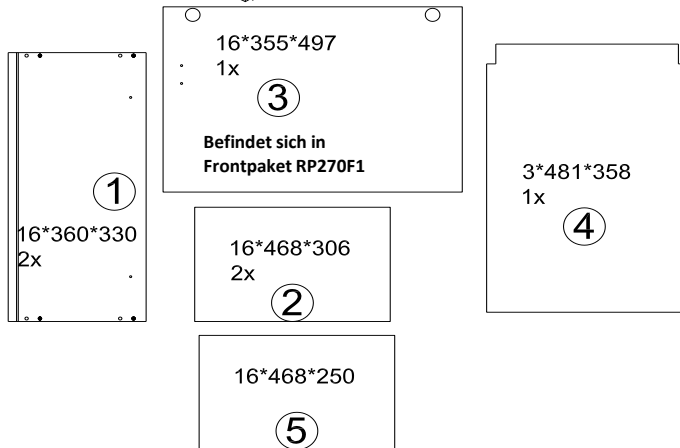 16*355*497
1x
3
Befindet sich in
Frontpaket RP270F1
1
16*360*330
2x
3*481*358
1x
4
16*468*306
2x
2
16*468*250
5